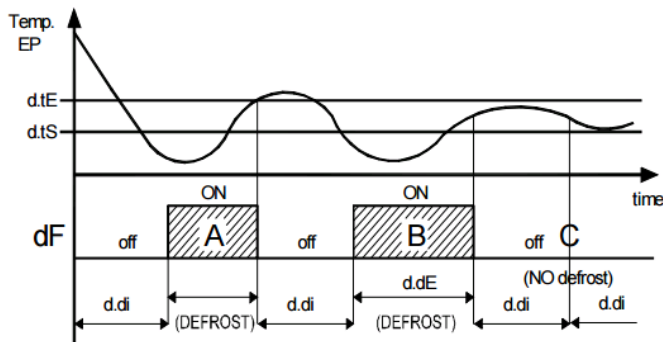 Temp.
EP
d.tE
d.tS
time
ON ON
dF off A off B off C
(NO defrost)
d.dE
d.di (DEFROST) d.di (DEFROST) d.di d.di